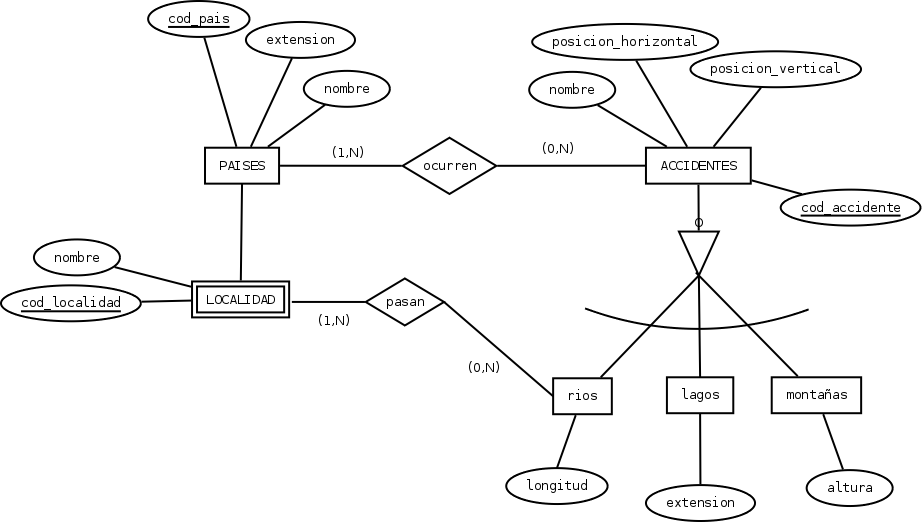 cod_pais
extension
nombre
posicion_horizontal
posicion_vertical
nombre
PAISES
(1,N)
ocurren
(0,N)
ACCIDENTES
cod_accidente
O
nombre
cod_localidad
LOCALIDAD
(1,N)
pasan
(0,N)
rios
lagos
montañas
longitud
extension
altura